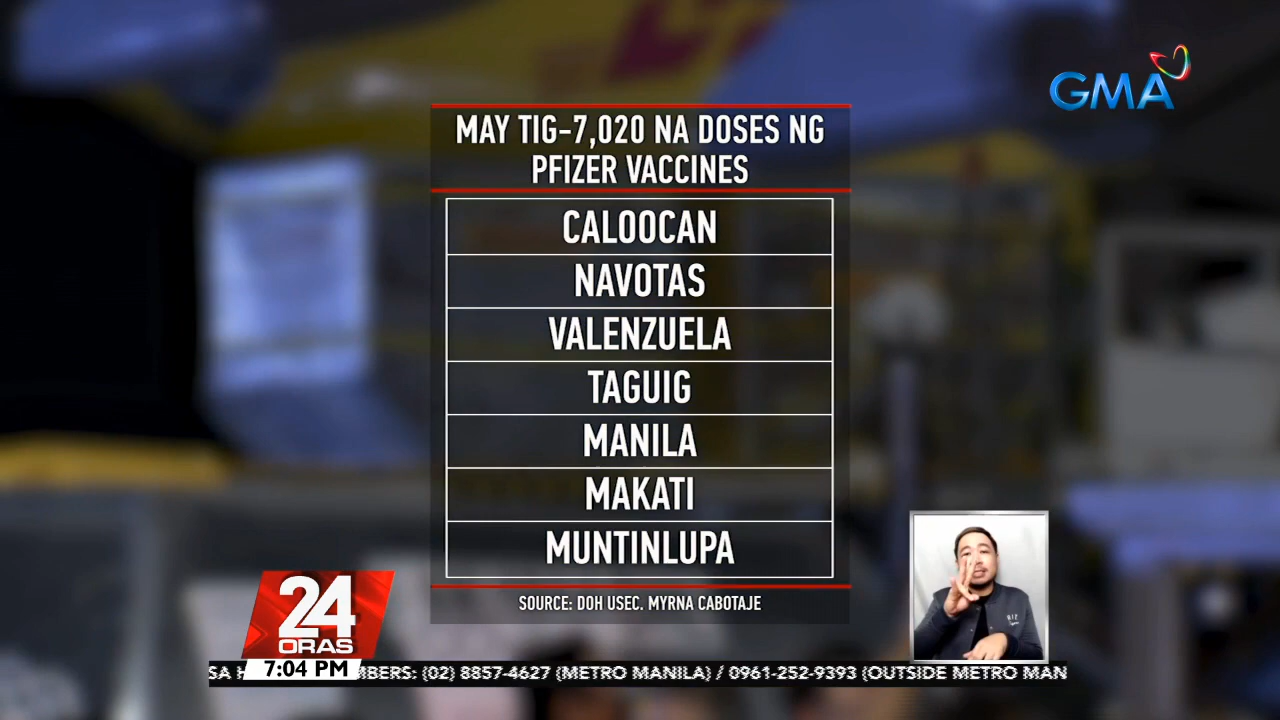 GMA
MAY TIG-7,020 NA DOSES NG
PFIZER VACCINES
CALOOCAN
NAVOTAS
VALENZUELA
TAGUIG
MANILA
MAKATI
MUNTINLUPA
SOURCE: DOH USEC. MYRNA CABOTAJE
24
ORAS
7:04 PM
SA MBERS: (02) 8857-4627 (METRO MANILA) / 0961-252-9393 (OUTSIDE METRO MAN